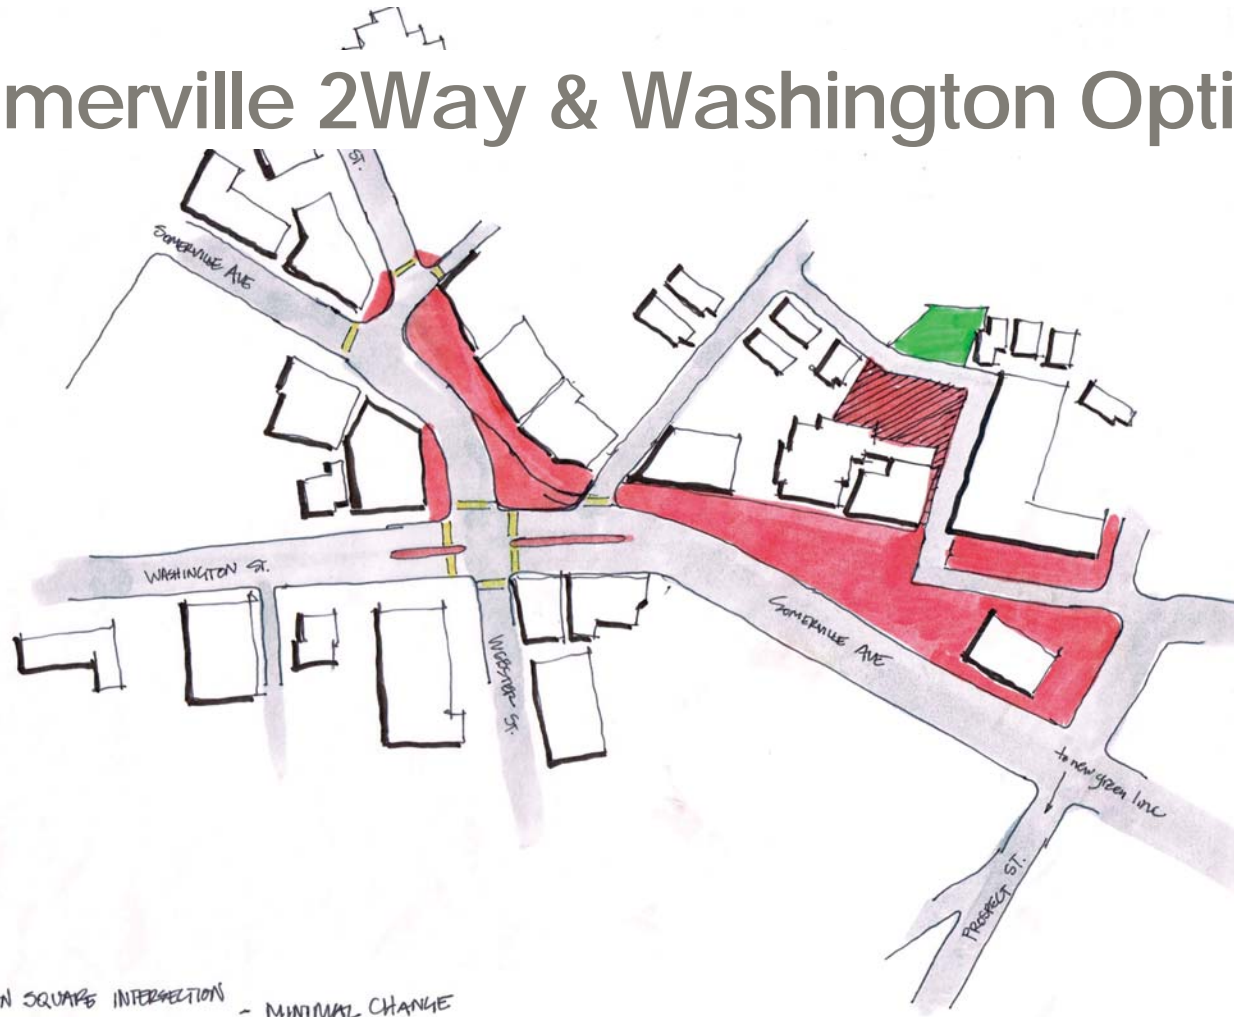 merville 2Way & Washington Opti
ST.
SOMERVILLE AVE
WASHINGTON ST.
WEBSTER ST.
SOMERVILLE AVE
to new green line
PROSPECT ST.
N SQUARE INTERSECTION - MINIMAL CHANGE